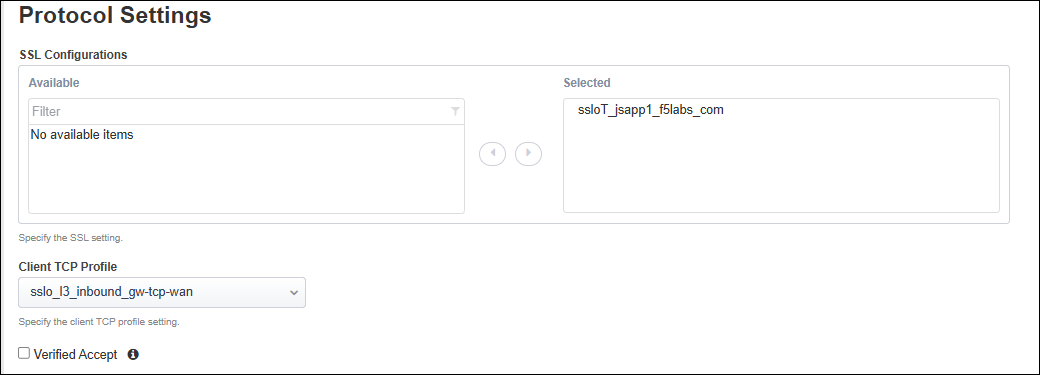 Protocol Settings
SSL Configurations
Available
Selected
Filter
No available items
ssloT_jsapp1_f5labs_com
Specify the SSL setting.
Client TCP Profile
sslo_l3_inbound_gw-tcp-wan
Specify the client TCP profile setting.
Verified Accept